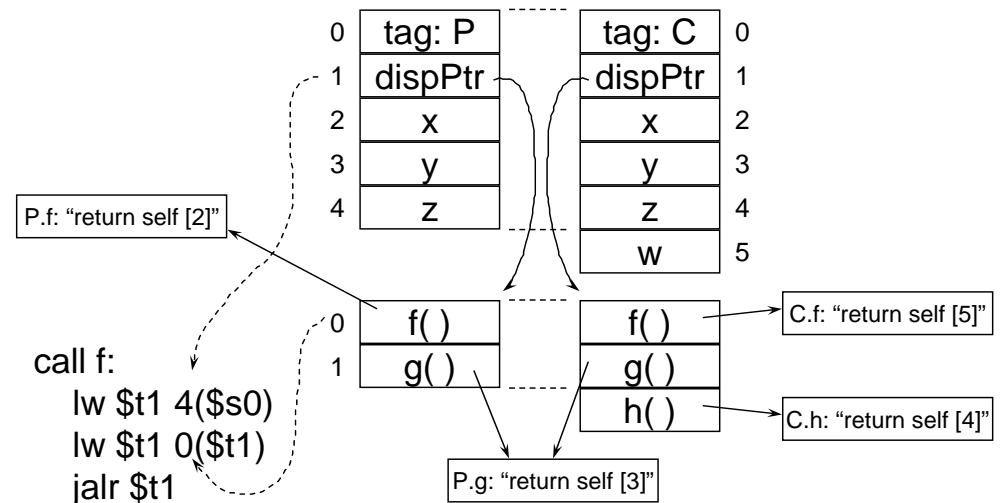 0 tag: P tag: C 0
1 dispPtr dispPtr 1
2 x x 2
3 y y 3
4 z z 4
w 5
P.f: “return self [2]”
0 f( ) f( )
1 g( ) g( )
h( )
C.f: “return self [5]”
C.h: “return self [4]”
P.g: “return self [3]”
call f:
lw $t1 4($s0)
lw $t1 0($t1)
jalr $t1